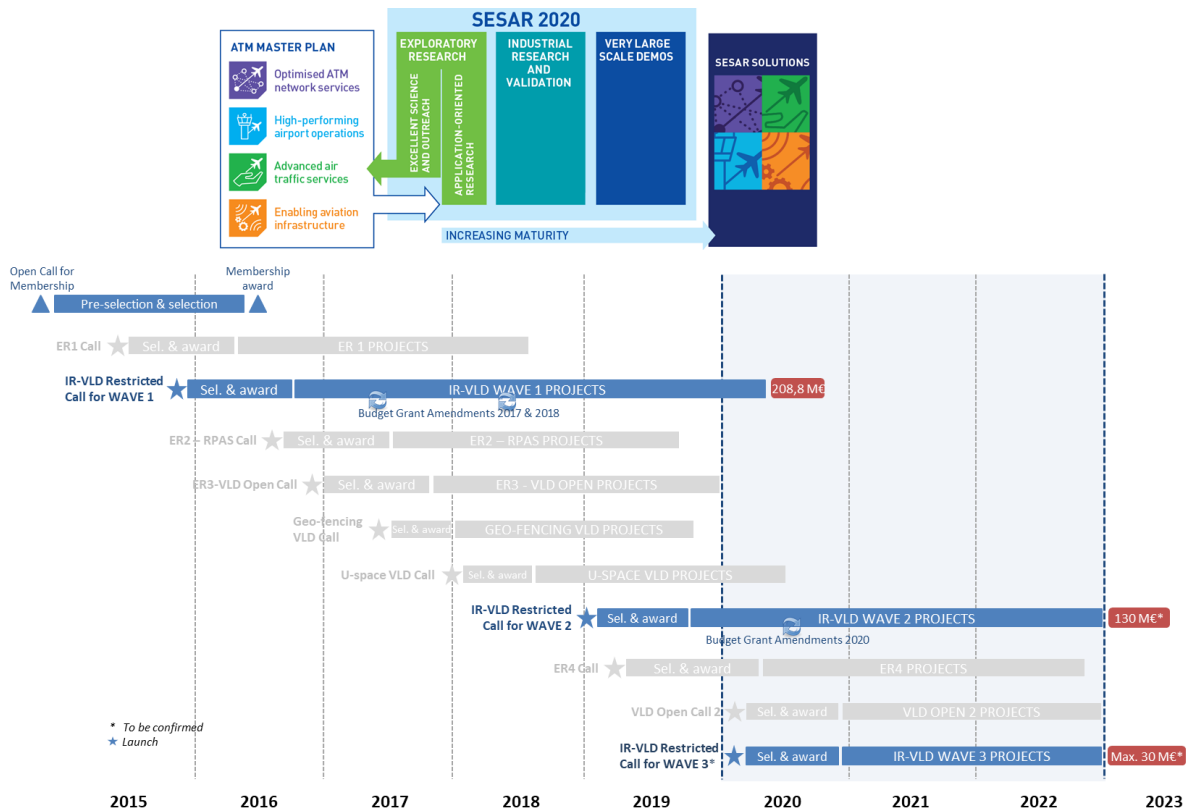 SESAR 2020
ATM MASTER PLAN
Optimised ATM
network services
High-performing
airport operations
Advanced air
traffic services
Enabling aviation
infrastructure
EXPLORATORY
RESEARCH
EXCELLENT SCIENCE
AND OUTREACH
APPLICATION-ORIENTED
RESEARCH
INDUSTRIAL
RESEARCH
AND
VALIDATION
VERY LARGE
SCALE DEMOS
SESAR SOLUTIONS
INCREASING MATURITY
Open Call for
Membership
Membership
award
Pre-selection & selection
ER1 Call
Sel. & award
ER 1 PROJECTS
IR-VLD Restricted
Call for WAVE 1
Sel. & award
IR-VLD WAVE 1 PROJECTS
208,8 M€
Budget Grant Amendments 2017 & 2018
ER2 – RPAS Call
Sel. & award
ER2 – RPAS PROJECTS
ER3-VLD Open Call
Sel. & award
ER3 - VLD OPEN PROJECTS
Geo-fencing
VLD Call
Sel. & award
GEO-FENCING VLD PROJECTS
U-space VLD Call
Sel. & award
U-SPACE VLD PROJECTS
IR-VLD Restricted
Call for WAVE 2
Sel. & award
IR-VLD WAVE 2 PROJECTS
130 M€*
Budget Grant Amendments 2020
ER4 Call
Sel. & award
ER4 PROJECTS
VLD Open Call 2
Sel. & award
VLD OPEN 2 PROJECTS
IR-VLD Restricted
Call for WAVE 3*
Sel. & award
IR-VLD WAVE 3 PROJECTS
Max. 30 M€*
* To be confirmed
Launch
2015
2016
2017
2018
2019
2020
2021
2022
2023